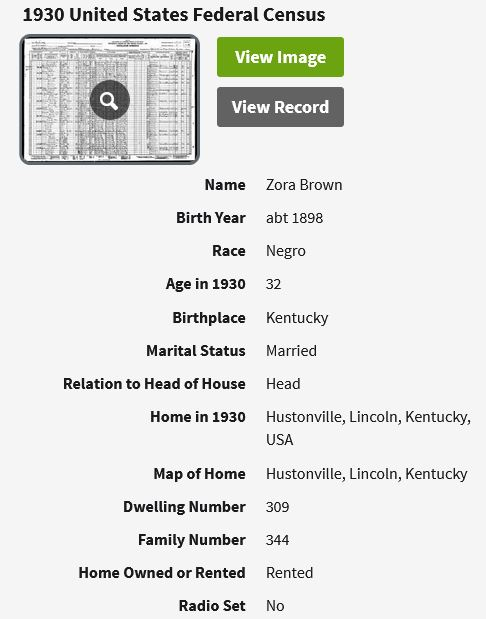 1930 United States Federal Census
View Image
View Record
Name Zora Brown
Birth Year abt 1898
Race Negro
Age in 1930 32
Birthplace Kentucky
Marital Status Married
Relation to Head of House Head
Home in 1930 Hustonville, Lincoln, Kentucky,
USA
Map of Home Hustonville, Lincoln, Kentucky
Dwelling Number 309
Family Number 344
Home Owned or Rented Rented
Radio Set No